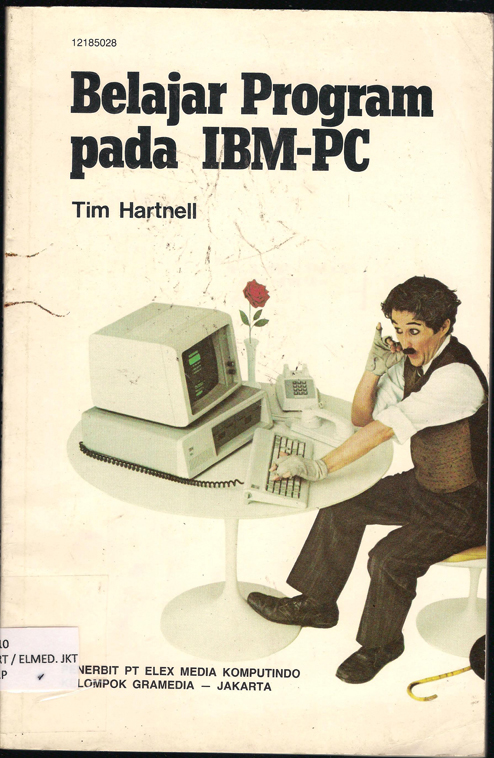 12185028
Belajar Program
pada IBM-PC
Tim Hartnell
10
RT / ELMED. JKT
P
NERBIT PT ELEX MEDIA KOMPUTINDO
LOMPOK GRAMEDIA — JAKARTA